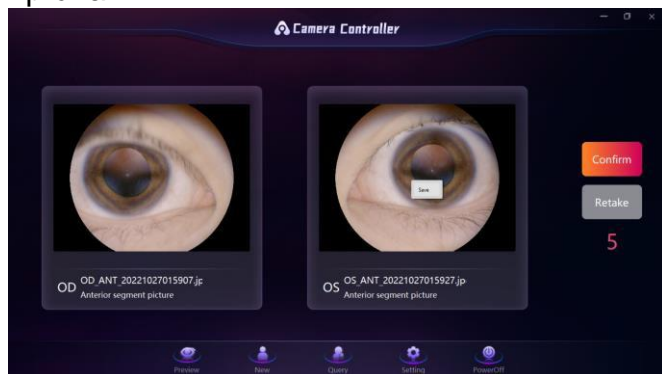 Camera Controller
Save
Confirm
Retake
5
OD OD_ANT_20221027015907.jp
Anterior segment picture
OS OS_ANT_20221027015927.jp
Anterior segment picture
Preview
New
Query
Setting
PowerOff